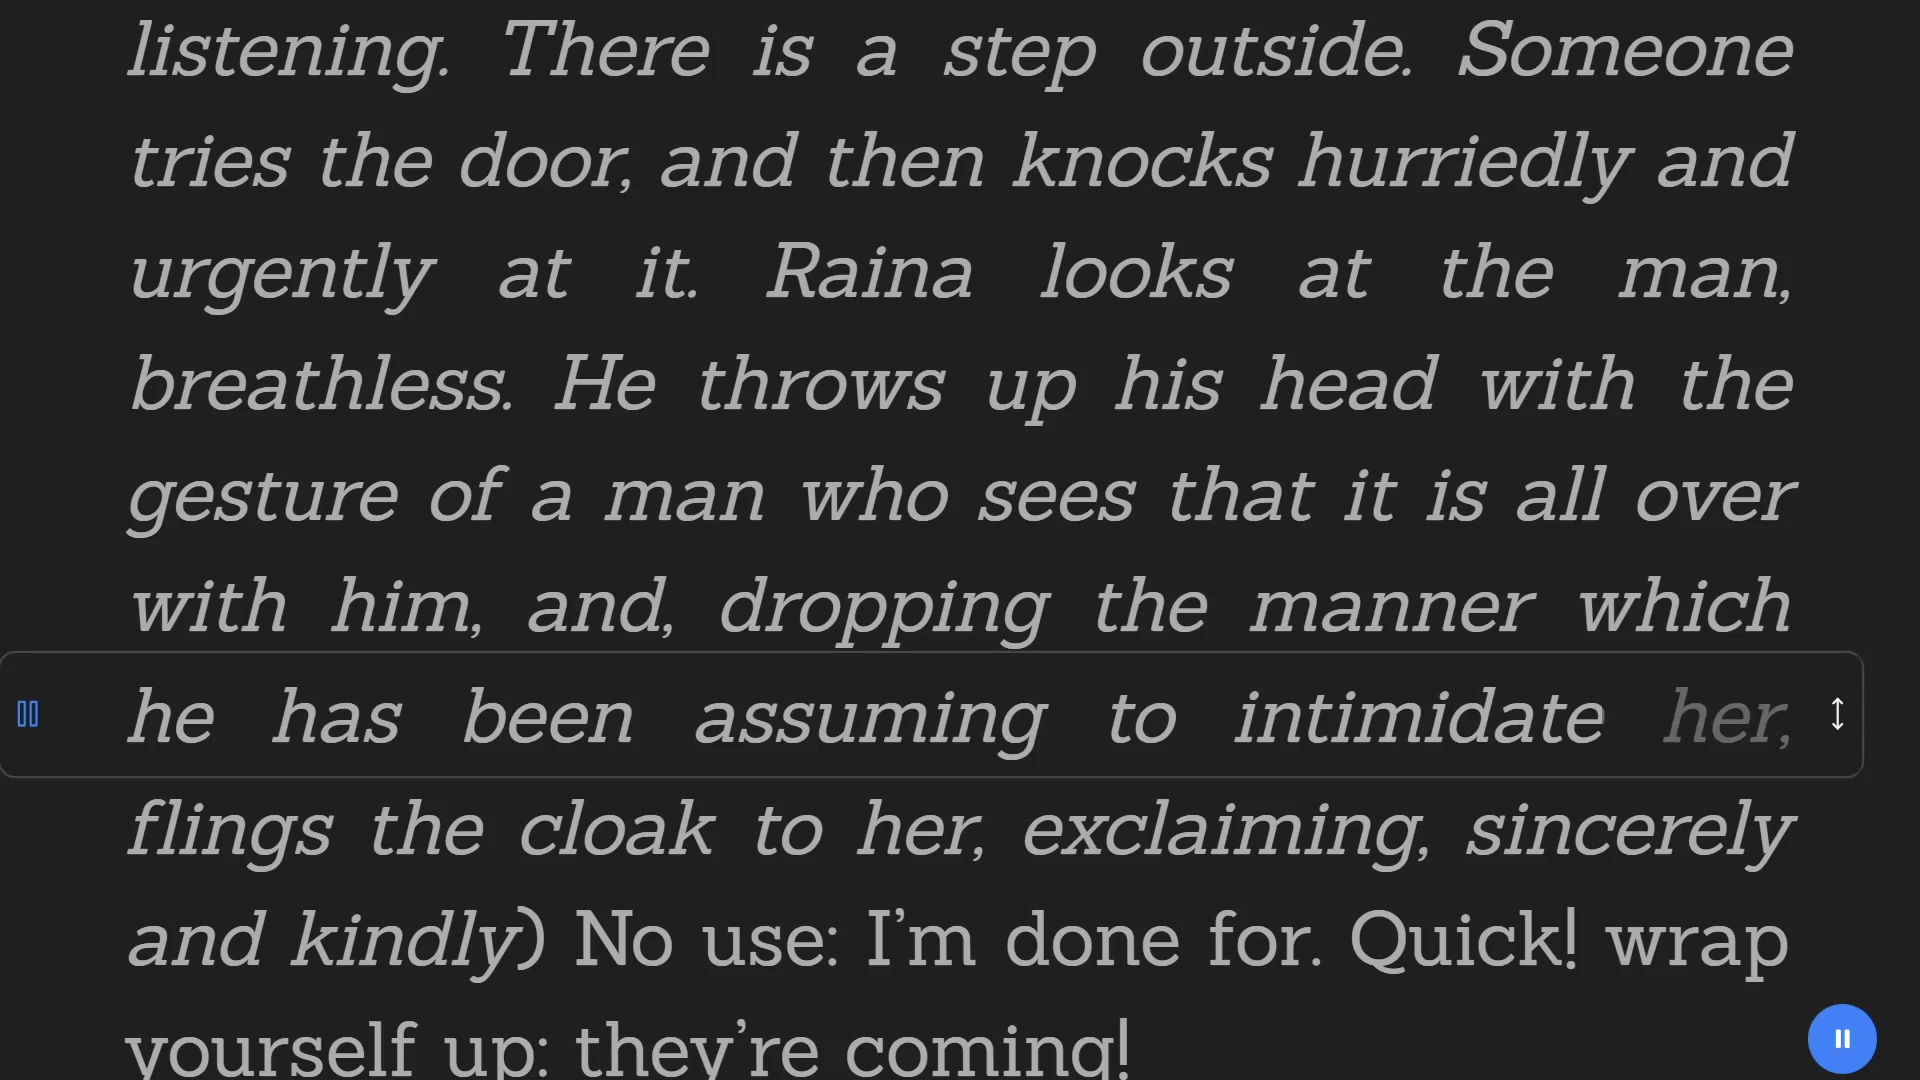 listening. There is a step outside. Someone
tries the door, and then knocks hurriedly and
urgently at it. Raina looks at the man,
breathless. He throws up his head with the
gesture of a man who sees that it is all over
with him, and, dropping the manner which
he has been assuming to intimidate her,
flings the cloak to her, exclaiming, sincerely
and kindly) No use: I’m done for. Quick! wrap
yourself up: they’re coming!